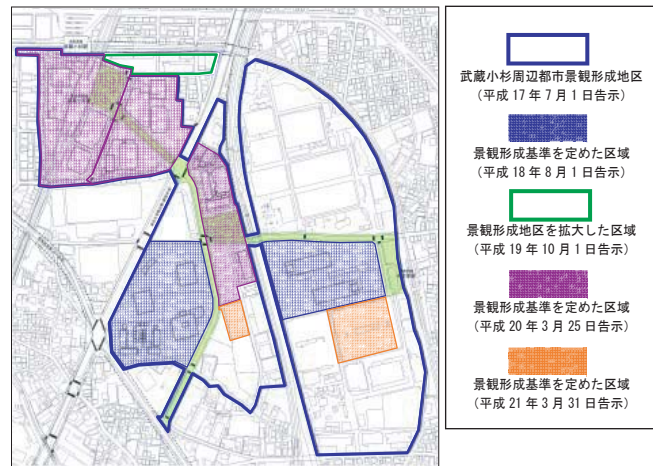 武蔵小杉周辺都市景観形成地区
（平成 17 年 7 月 1 日告示）
景観形成基準を定めた区域
（平成 18 年 8 月 1 日告示）
景観形成地区を拡大した区域
（平成 19 年 10 月 1 日告示）
景観形成基準を定めた区域
（平成 20 年 3 月 25 日告示）
景観形成基準を定めた区域
（平成 21 年 3 月 31 日告示）